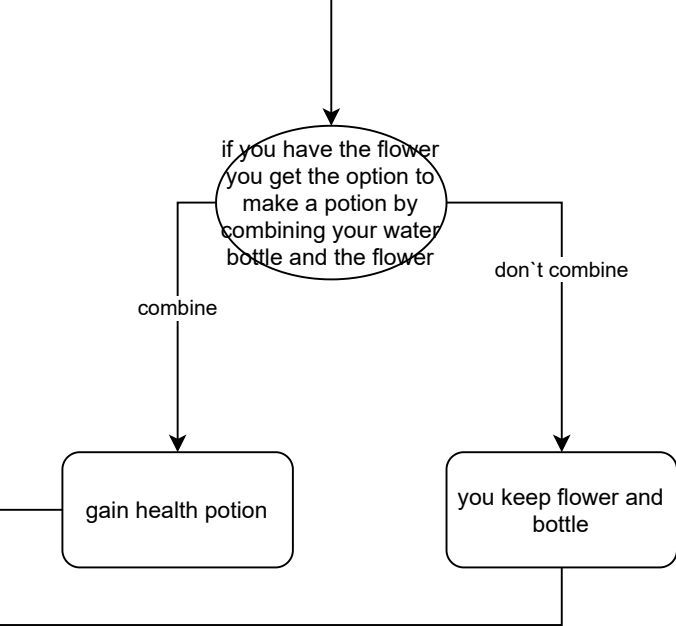 if you have the flower
you get the option to
make a potion by
combining your water
bottle and the flower
don`t combine
combine
gain health potion
you keep flower and
bottle